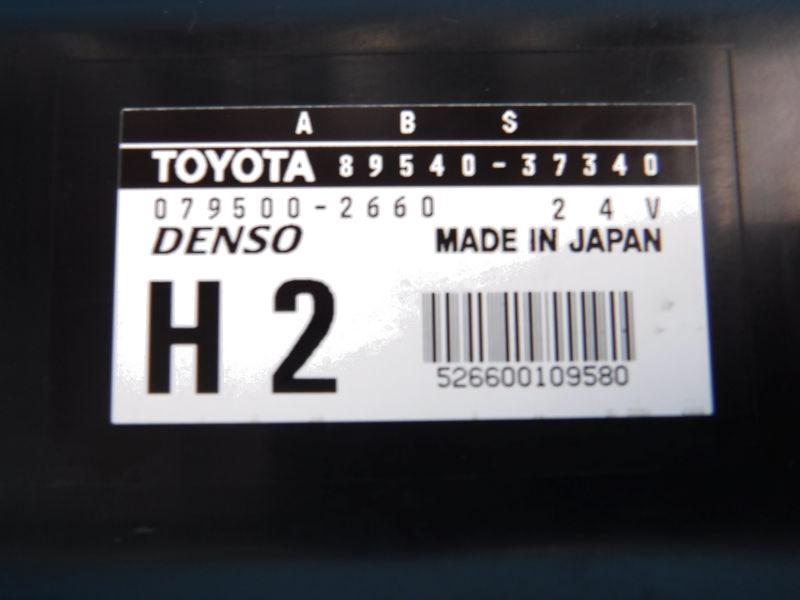 A B S
TOYOTA 89540-37340
079500-2660 24V
DENSO MADE IN JAPAN
H2
526600109580